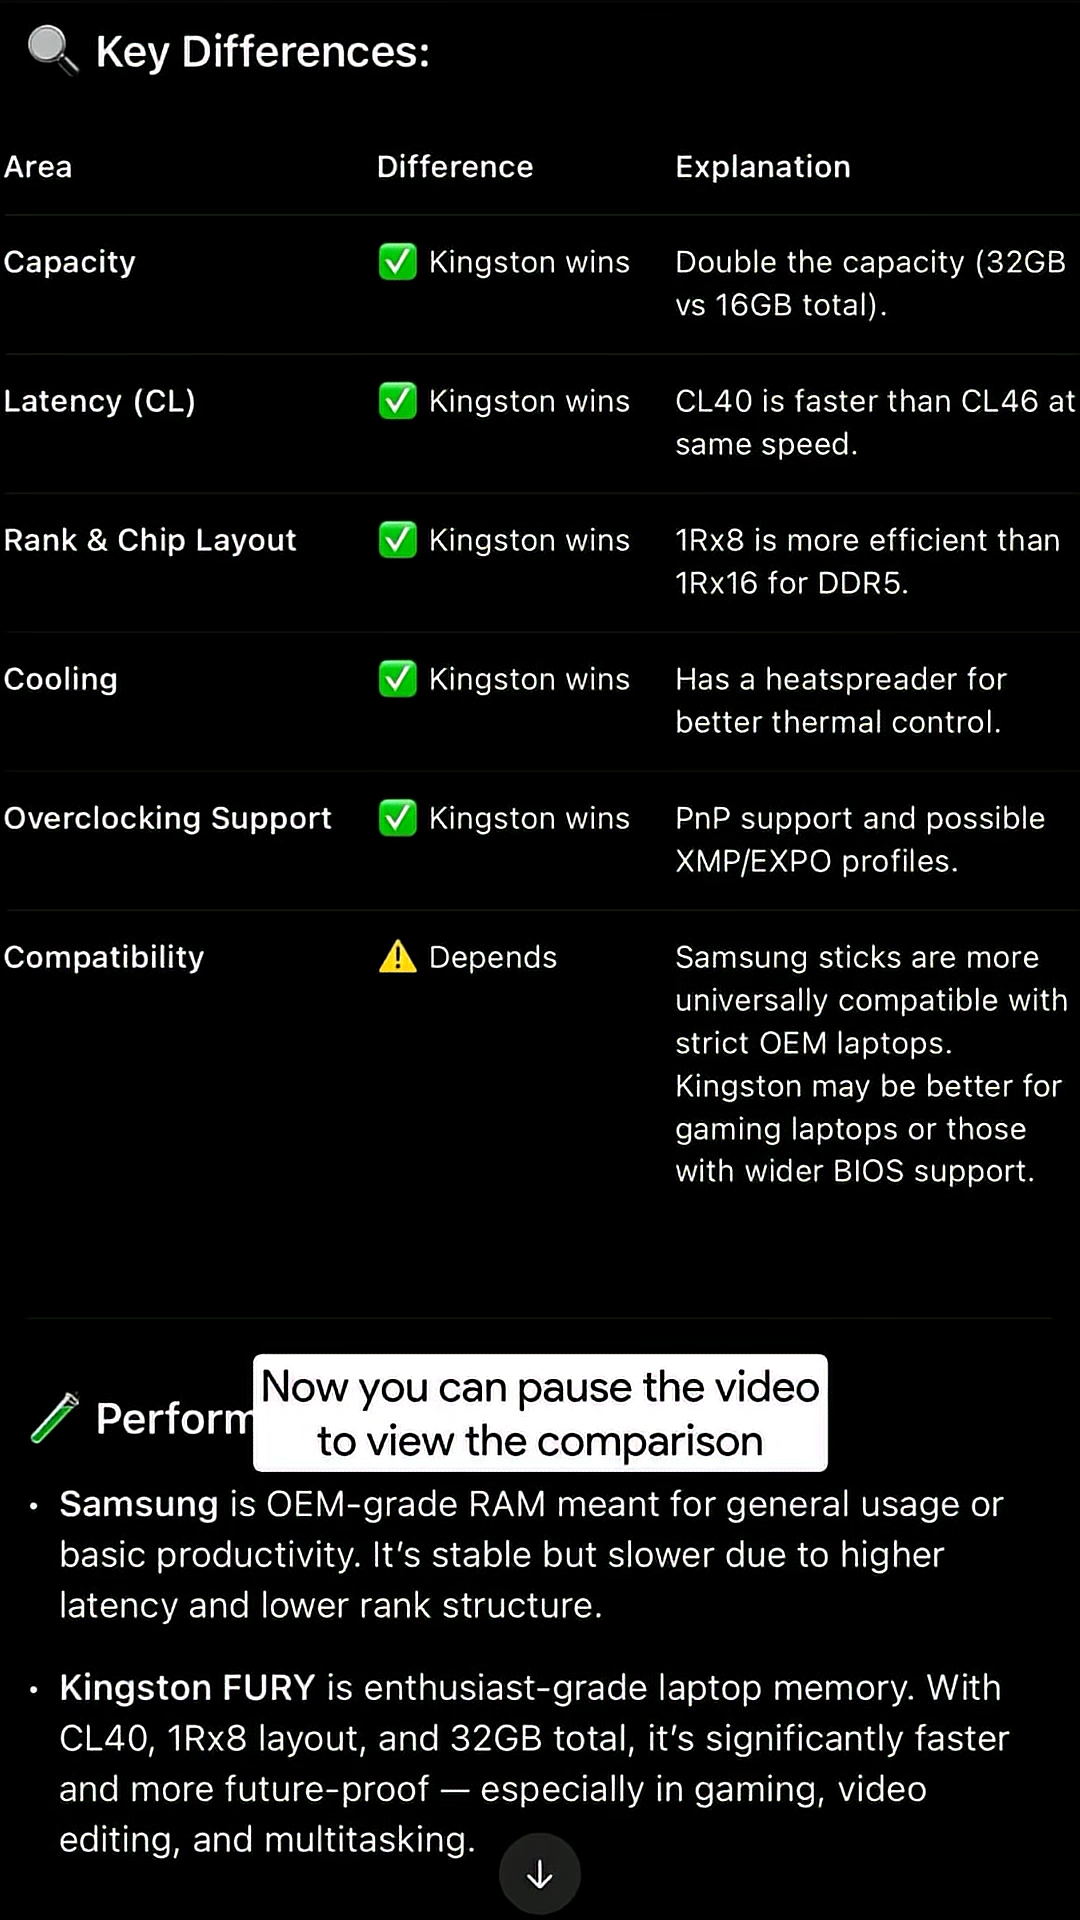 🔍 Key Differences:
Area Difference Explanation
Capacity ✅ Kingston wins Double the capacity (32GB
vs 16GB total).
Latency (CL) ✅ Kingston wins CL40 is faster than CL46 at
same speed.
Rank & Chip Layout ✅ Kingston wins 1Rx8 is more efficient than
1Rx16 for DDR5.
Cooling ✅ Kingston wins Has a heatspreader for
better thermal control.
Overclocking Support ✅ Kingston wins PnP support and possible
XMP/EXPO profiles.
Compatibility ⚠️ Depends Samsung sticks are more
universally compatible with
strict OEM laptops.
Kingston may be better for
gaming laptops or those
with wider BIOS support.
Now you can pause the video
to view the comparison
🧪 Perform
• Samsung is OEM-grade RAM meant for general usage or
basic productivity. It’s stable but slower due to higher
latency and lower rank structure.
• Kingston FURY is enthusiast-grade laptop memory. With
CL40, 1Rx8 layout, and 32GB total, it’s significantly faster
and more future-proof — especially in gaming, video
editing, and multitasking.